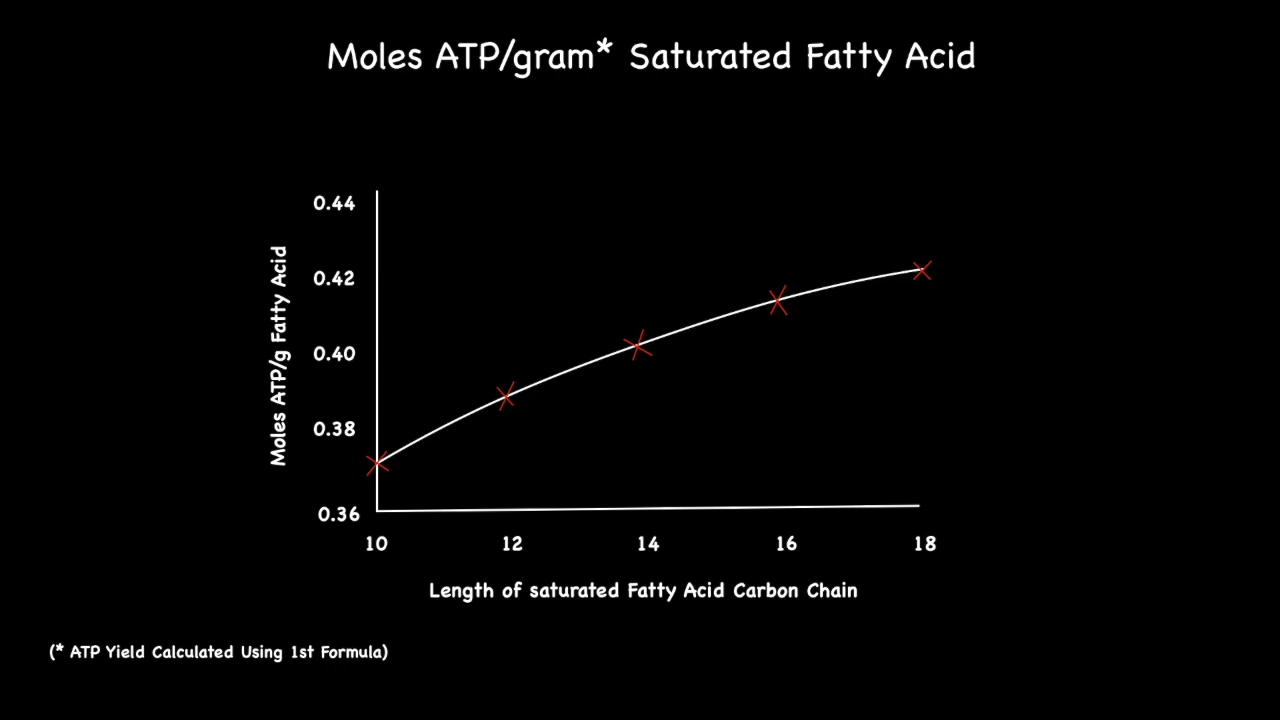 Moles ATP/gram* Saturated Fatty Acid
Moles ATP/g Fatty Acid
0.44
0.42
0.40
0.38
0.36
10 12 14 16 18
Length of saturated Fatty Acid Carbon Chain
(* ATP Yield Calculated Using 1st Formula)